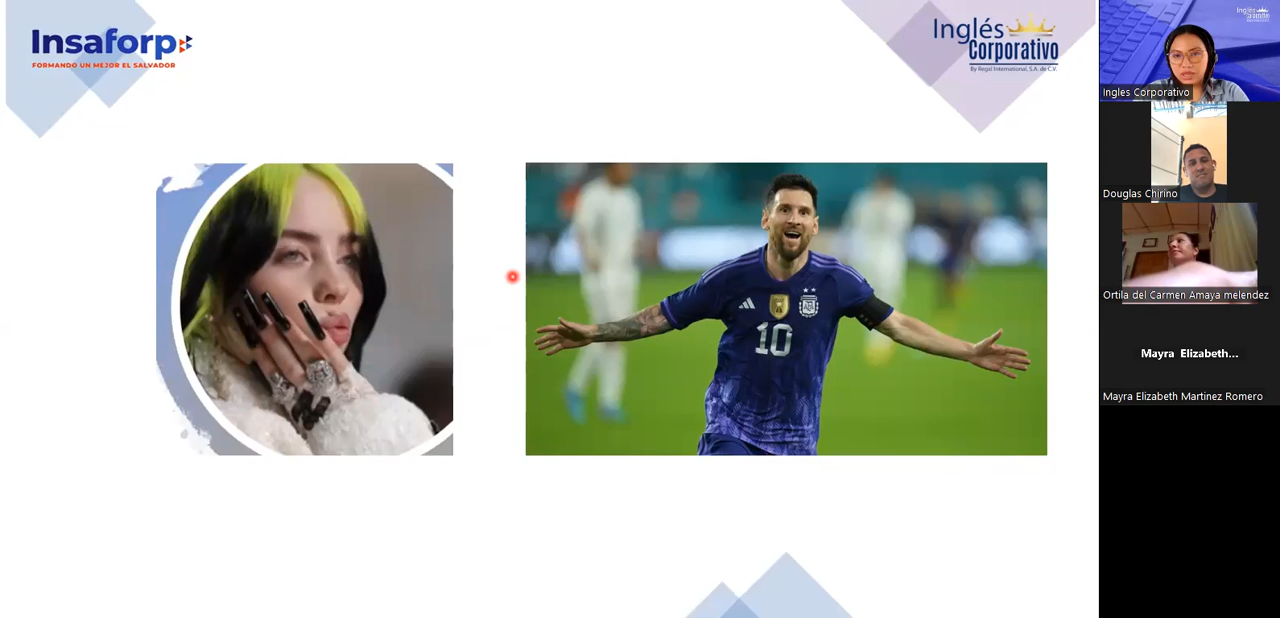 Insaforp
FORMANDO UN MEJOR EL SALVADOR
Inglés
Corporativo
By Regal International, S.A. de C.V.
10
Ingles Corporativo
Douglas Chirino
Ortila del Carmen Amaya melendez
Mayra Elizabeth...
Mayra Elizabeth Martinez Romero